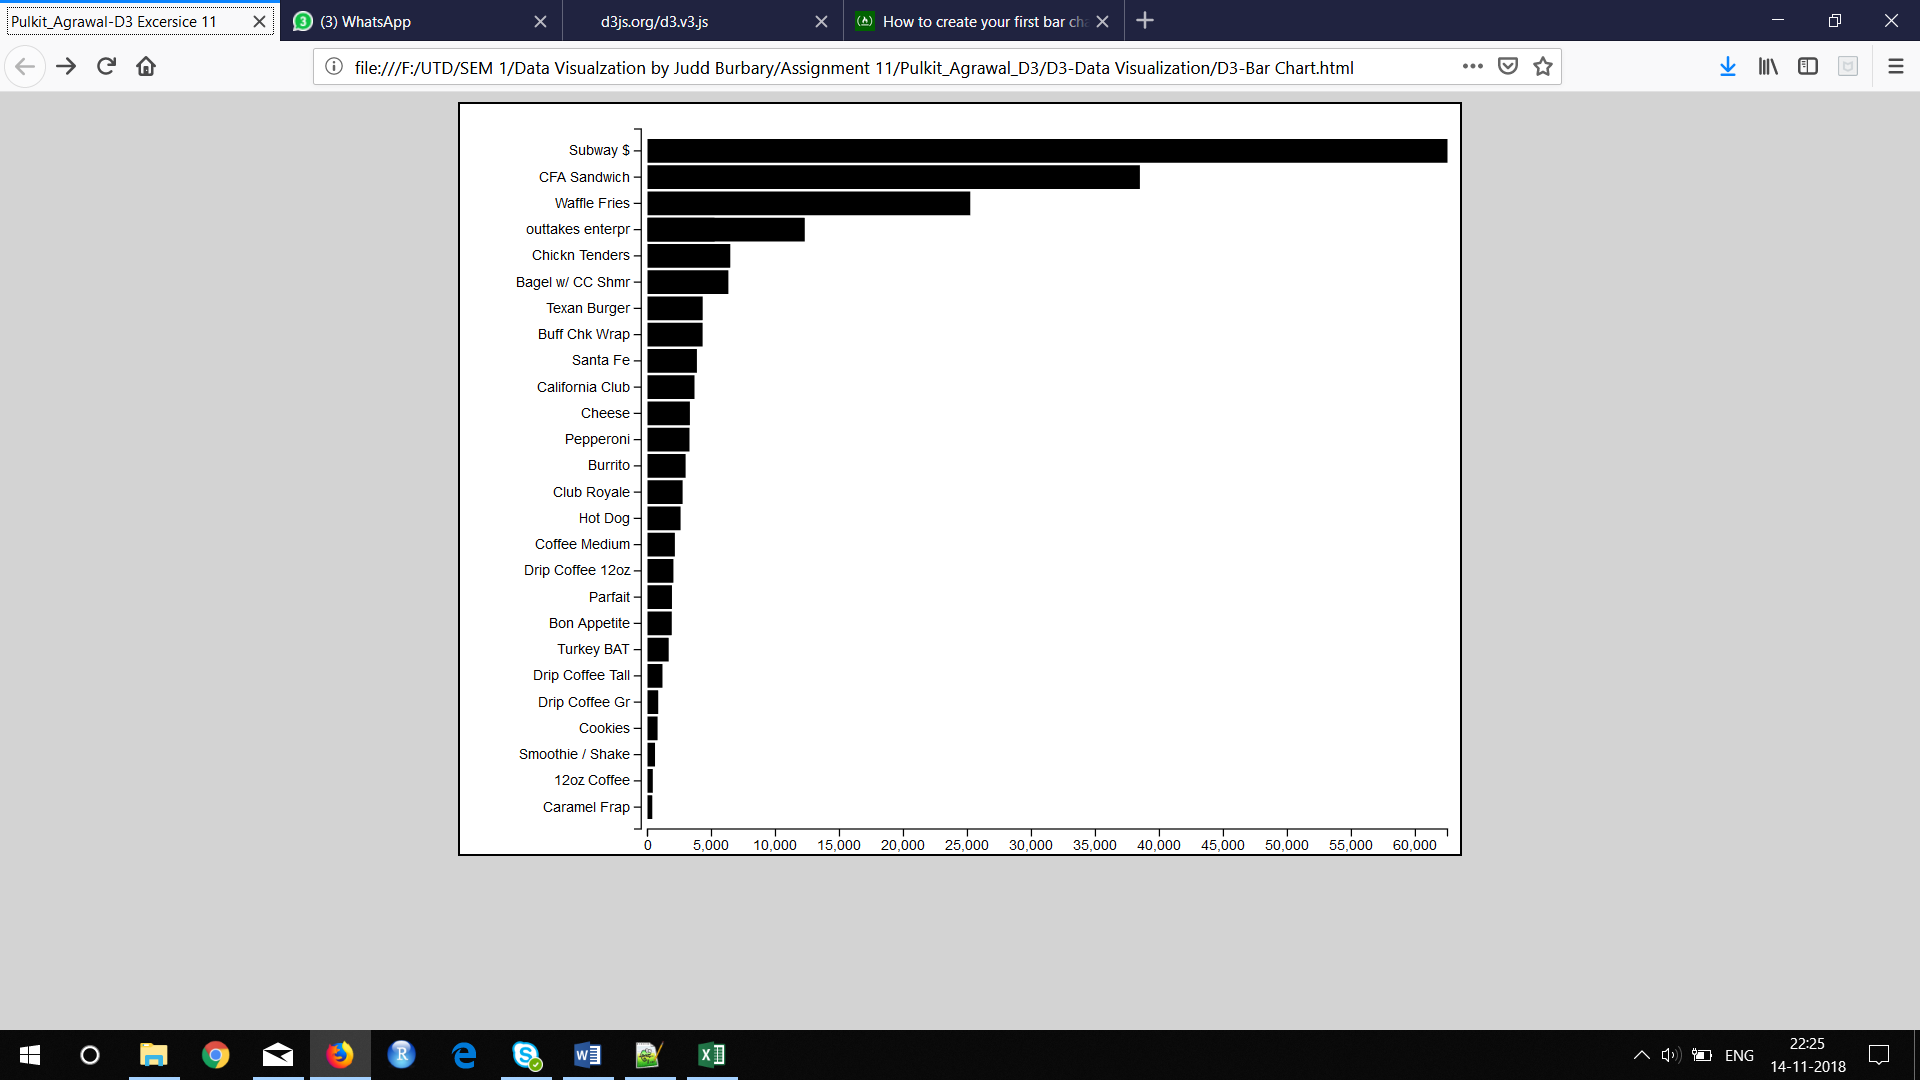 Pulkit_Agrawal-D3 Excersice 11
3
(3) WhatsApp
d3js.org/d3.v3.js
How to create your first bar cha
file:///F:/UTD/SEM 1/Data Visualzation by Judd Burbary/Assignment 11/Pulkit_Agrawal_D3/D3-Data Visualization/D3-Bar Chart.html
Subway $
CFA Sandwich
Waffle Fries
outtakes enterpr
Chickn Tenders
Bagel w/ CC Shmr
Texan Burger
Buff Chk Wrap
Santa Fe
California Club
Cheese
Pepperoni
Burrito
Club Royale
Hot Dog
Coffee Medium
Drip Coffee 12oz
Parfait
Bon Appetite
Turkey BAT
Drip Coffee Tall
Drip Coffee Gr
Cookies
Smoothie / Shake
12oz Coffee
Caramel Frap
0 5,000 10,000 15,000 20,000 25,000 30,000 35,000 40,000 45,000 50,000 55,000 60,000
ENG
22:25
14-11-2018